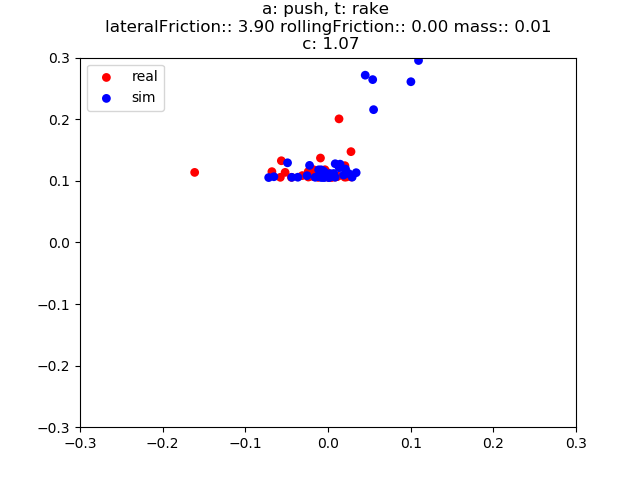 a: push, t: rake
lateralFriction:: 3.90 rollingFriction:: 0.00 mass:: 0.01
c: 1.07
real
sim
0.3
0.2
0.1
0.0
−0.1
−0.2
−0.3
−0.3 −0.2 −0.1 0.0 0.1 0.2 0.3